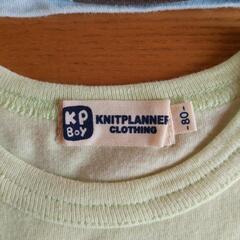 KP
BOY
KNITPLANNER
CLOTHING
-80-